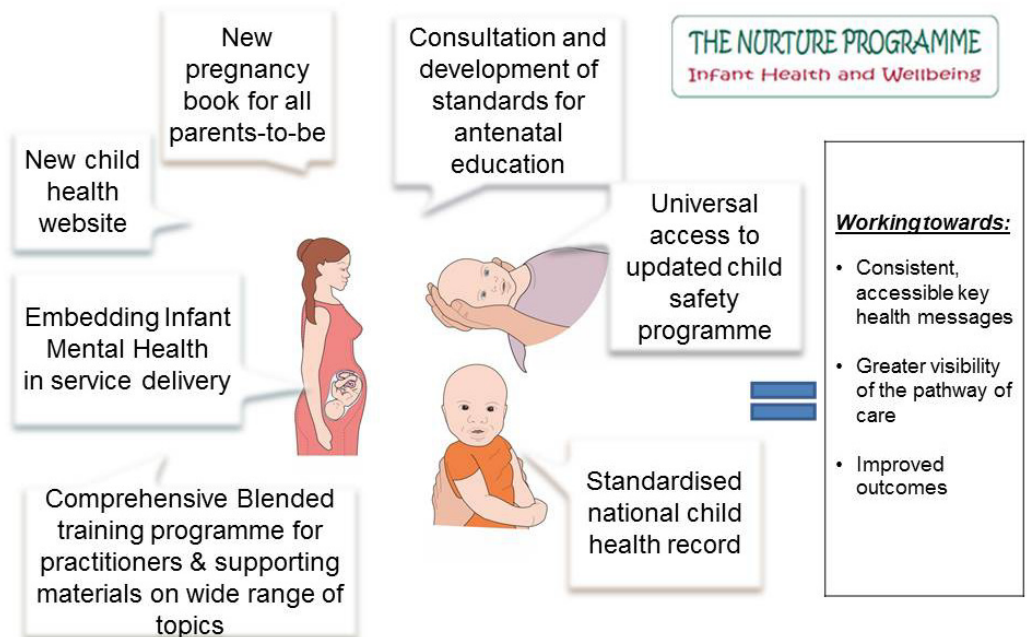 New
pregnancy
book for all
parents-to-be
Consultation and
development of
standards for
antenatal
education
THE NURTURE PROGRAMME
Infant Health and Wellbeing
New child
health
website
Universal
access to
updated child
safety
programme
Embedding Infant
Mental Health
in service delivery
Comprehensive Blended
training programme for
practitioners & supporting
materials on wide range of
topics
Standardised
national child
health record
Working towards:
• Consistent,
accessible key
health messages
• Greater visibility
of the pathway of
care
• Improved
outcomes